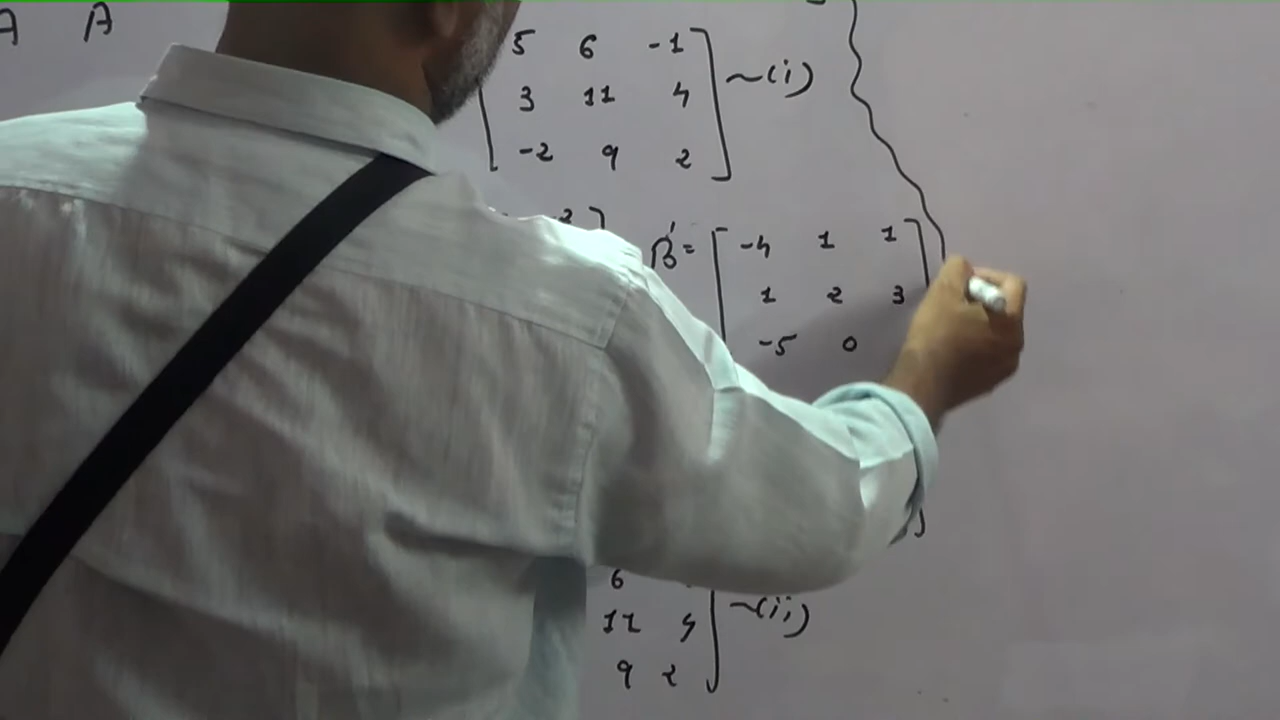 A A
5 6 -1
3 11 4 ~(i)
-2 9 2
B'= -4 1 1
1 2 3
-5 0
6
11 4 ~(ii)
9 2